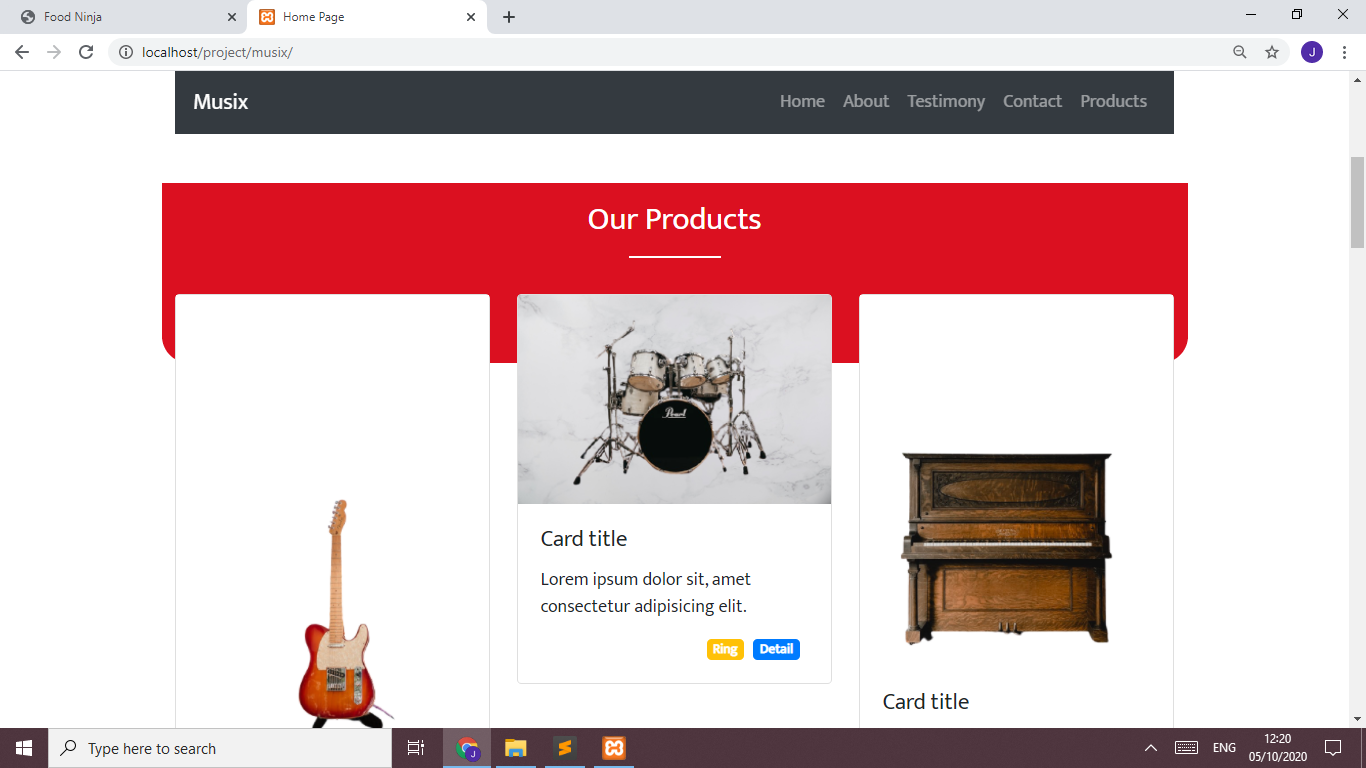 Food Ninja
Home Page
localhost/project/musix/
J
Musix
Home About Testimony Contact Products
Our Products
Pearl
Card title
Lorem ipsum dolor sit, amet
consectetur adipisicing elit.
Ring Detail
Card title
Type here to search
J
ENG
12:20
05/10/2020